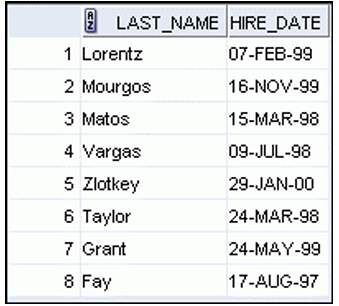 LAST_NAME HIRE_DATE
1 Lorentz 07-FEB-99
2 Mourgos 16-NOV-99
3 Matos 15-MAR-98
4 Vargas 09-JUL-98
5 Zlotkey 29-JAN-00
6 Taylor 24-MAR-98
7 Grant 24-MAY-99
8 Fay 17-AUG-97